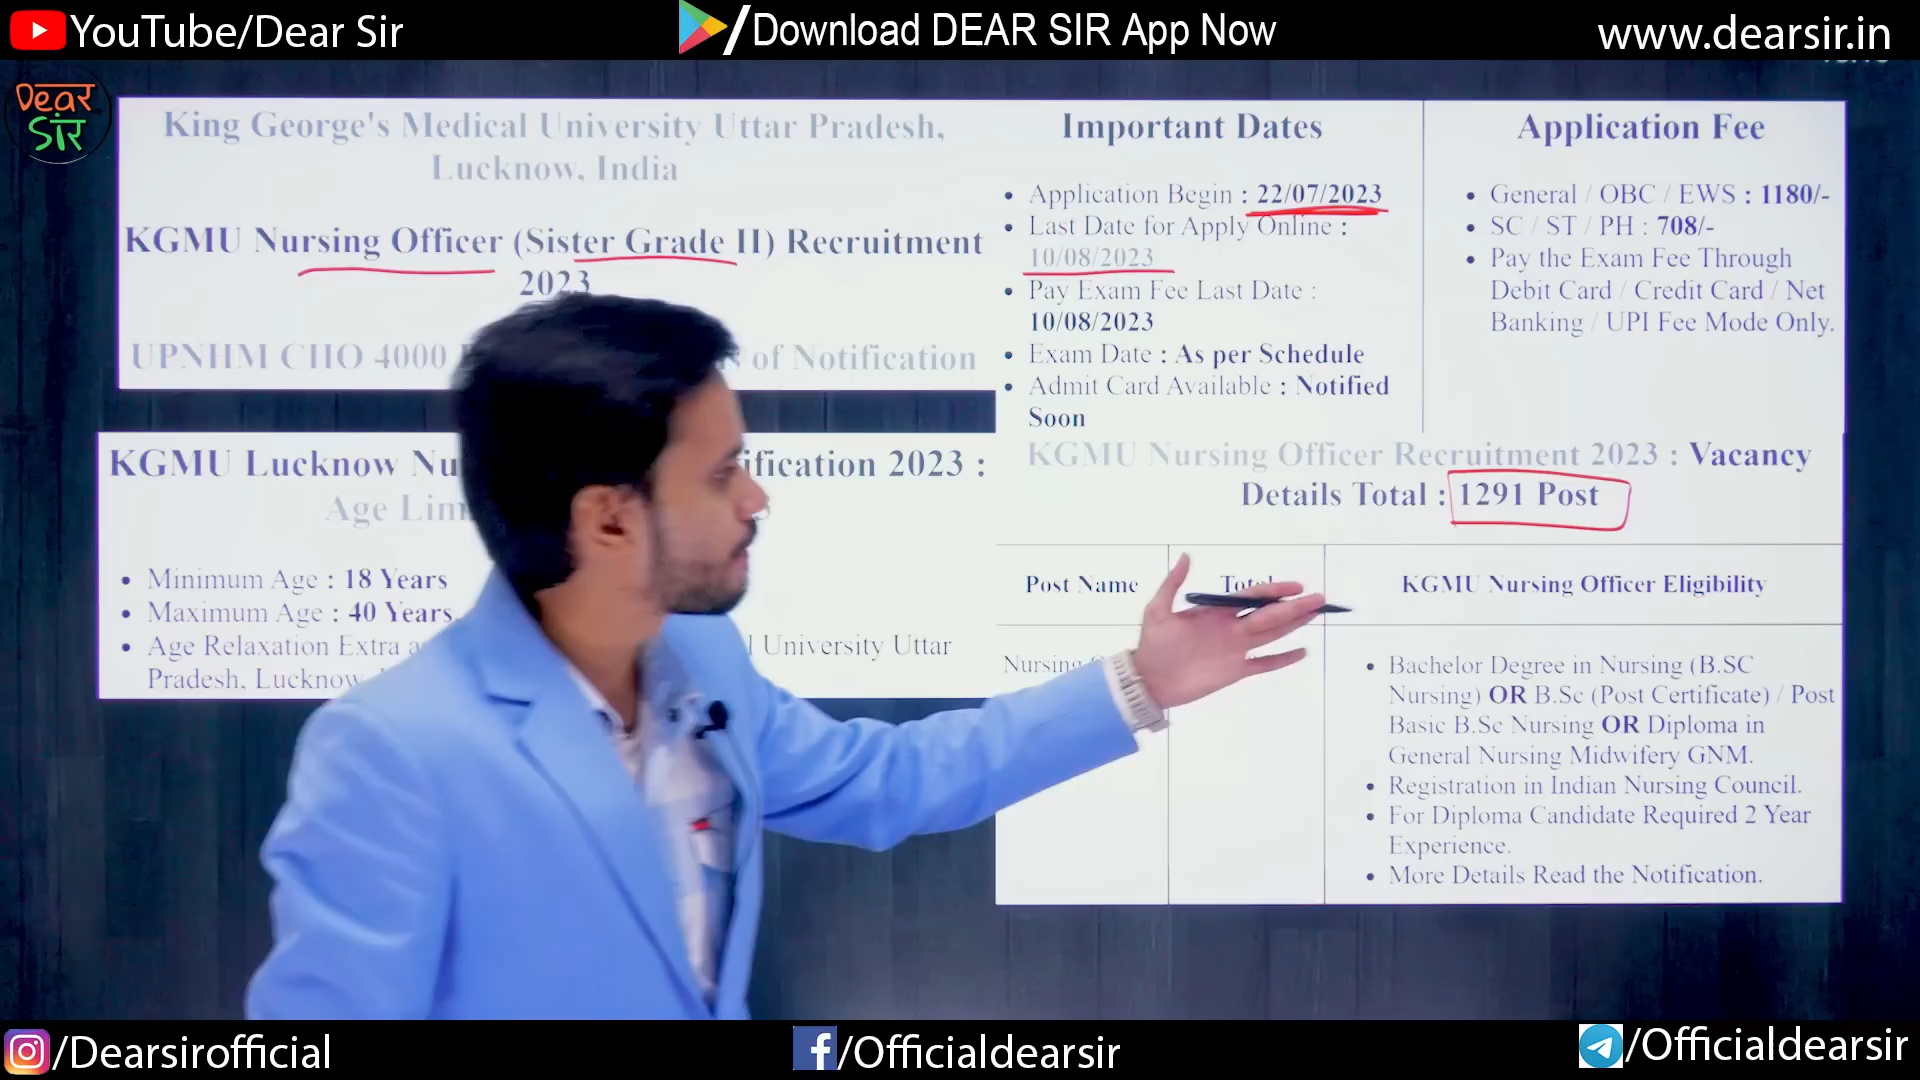 YouTube/Dear Sir
/Download DEAR SIR App Now
www.dearsir.in
Dearर
सिंर
King George's Medical University Uttar Pradesh,
Lucknow, India
KGMU Nursing Officer (Sister Grade II) Recruitment
2023
UPNHM CHO 4000
of Notification
KGMU Lucknow
ification 2023 :
Age
Minimum Age : 18 Years
Maximum Age : 40 Years
Age Relaxation Extra
University Uttar
Pradesh, Lucknow
Important Dates
Application Begin : 22/07/2023
Last Date for Apply Online :
10/08/2023
Pay Exam Fee Last Date :
10/08/2023
Exam Date : As per Schedule
Admit Card Available : Notified
Soon
Application Fee
General / OBC / EWS : 1180/-
SC / ST / PH : 708/-
Pay the Exam Fee Through
Debit Card / Credit Card / Net
Banking / UPI Fee Mode Only.
KGMU Nursing Officer Recruitment 2023 : Vacancy
Details Total : 1291 Post
Post Name
Total
KGMU Nursing Officer Eligibility
Nursing
Bachelor Degree in Nursing (B.SC
Nursing) OR B.Sc (Post Certificate) / Post
Basic B.Sc Nursing OR Diploma in
General Nursing Midwifery GNM.
Registration in Indian Nursing Council.
For Diploma Candidate Required 2 Year
Experience.
More Details Read the Notification.
/Dearsirofficial
/Officialdearsir
/Officialdearsir